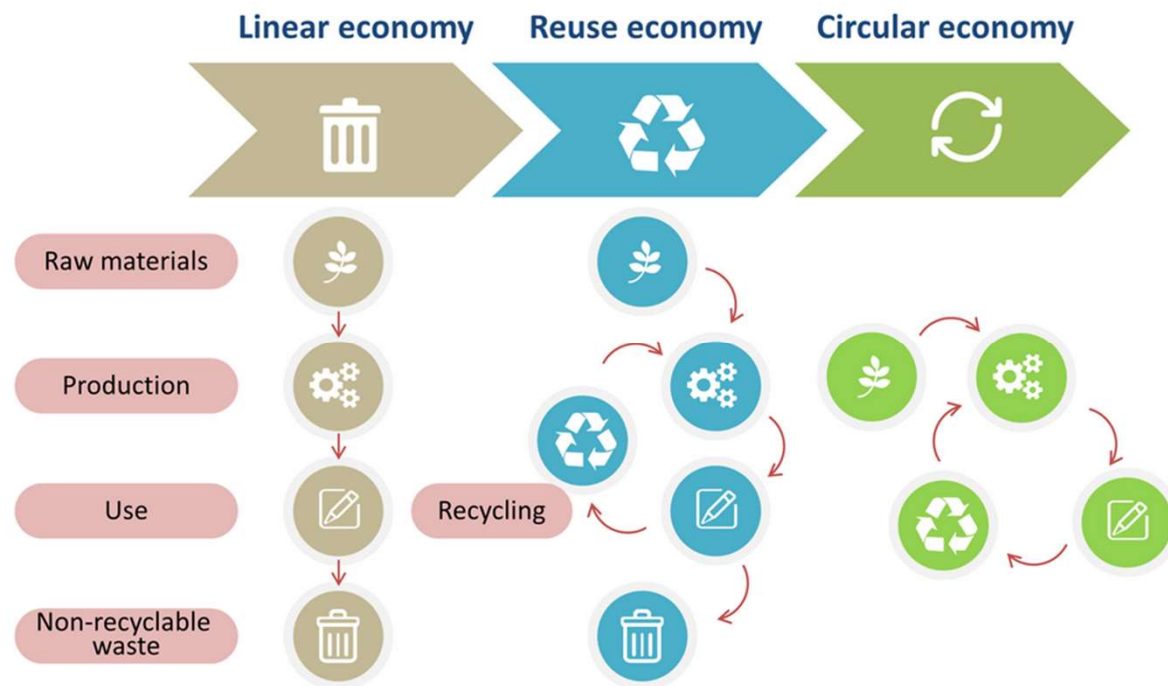 Linear economy
Reuse economy
Circular economy
Raw materials
Production
Use
Recycling
Non-recyclable
waste